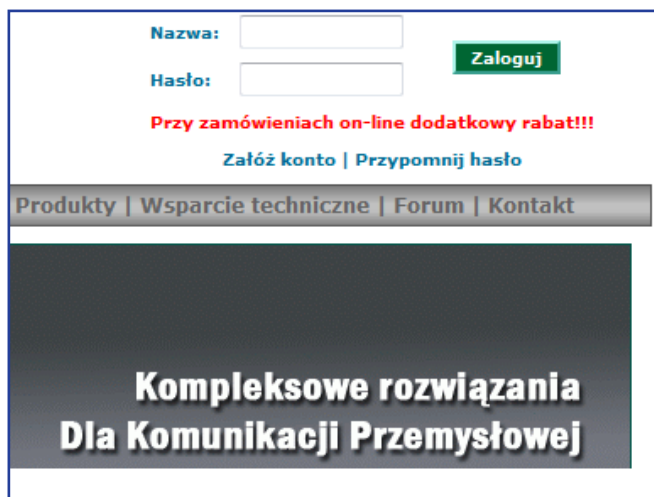 Nazwa:
Zaloguj
Hasło:
Przy zamówieniach on-line dodatkowy rabat!!!
Załóż konto | Przypomnij hasło
Produkty | Wsparcie techniczne | Forum | Kontakt
Kompleksowe rozwiązania
Dla Komunikacji Przemysłowej